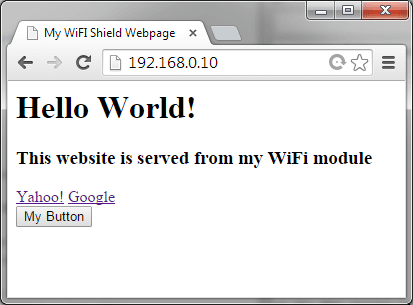 My WiFI Shield Webpage
192.168.0.10
Hello World!
This website is served from my WiFi module
Yahoo! Google
My Button